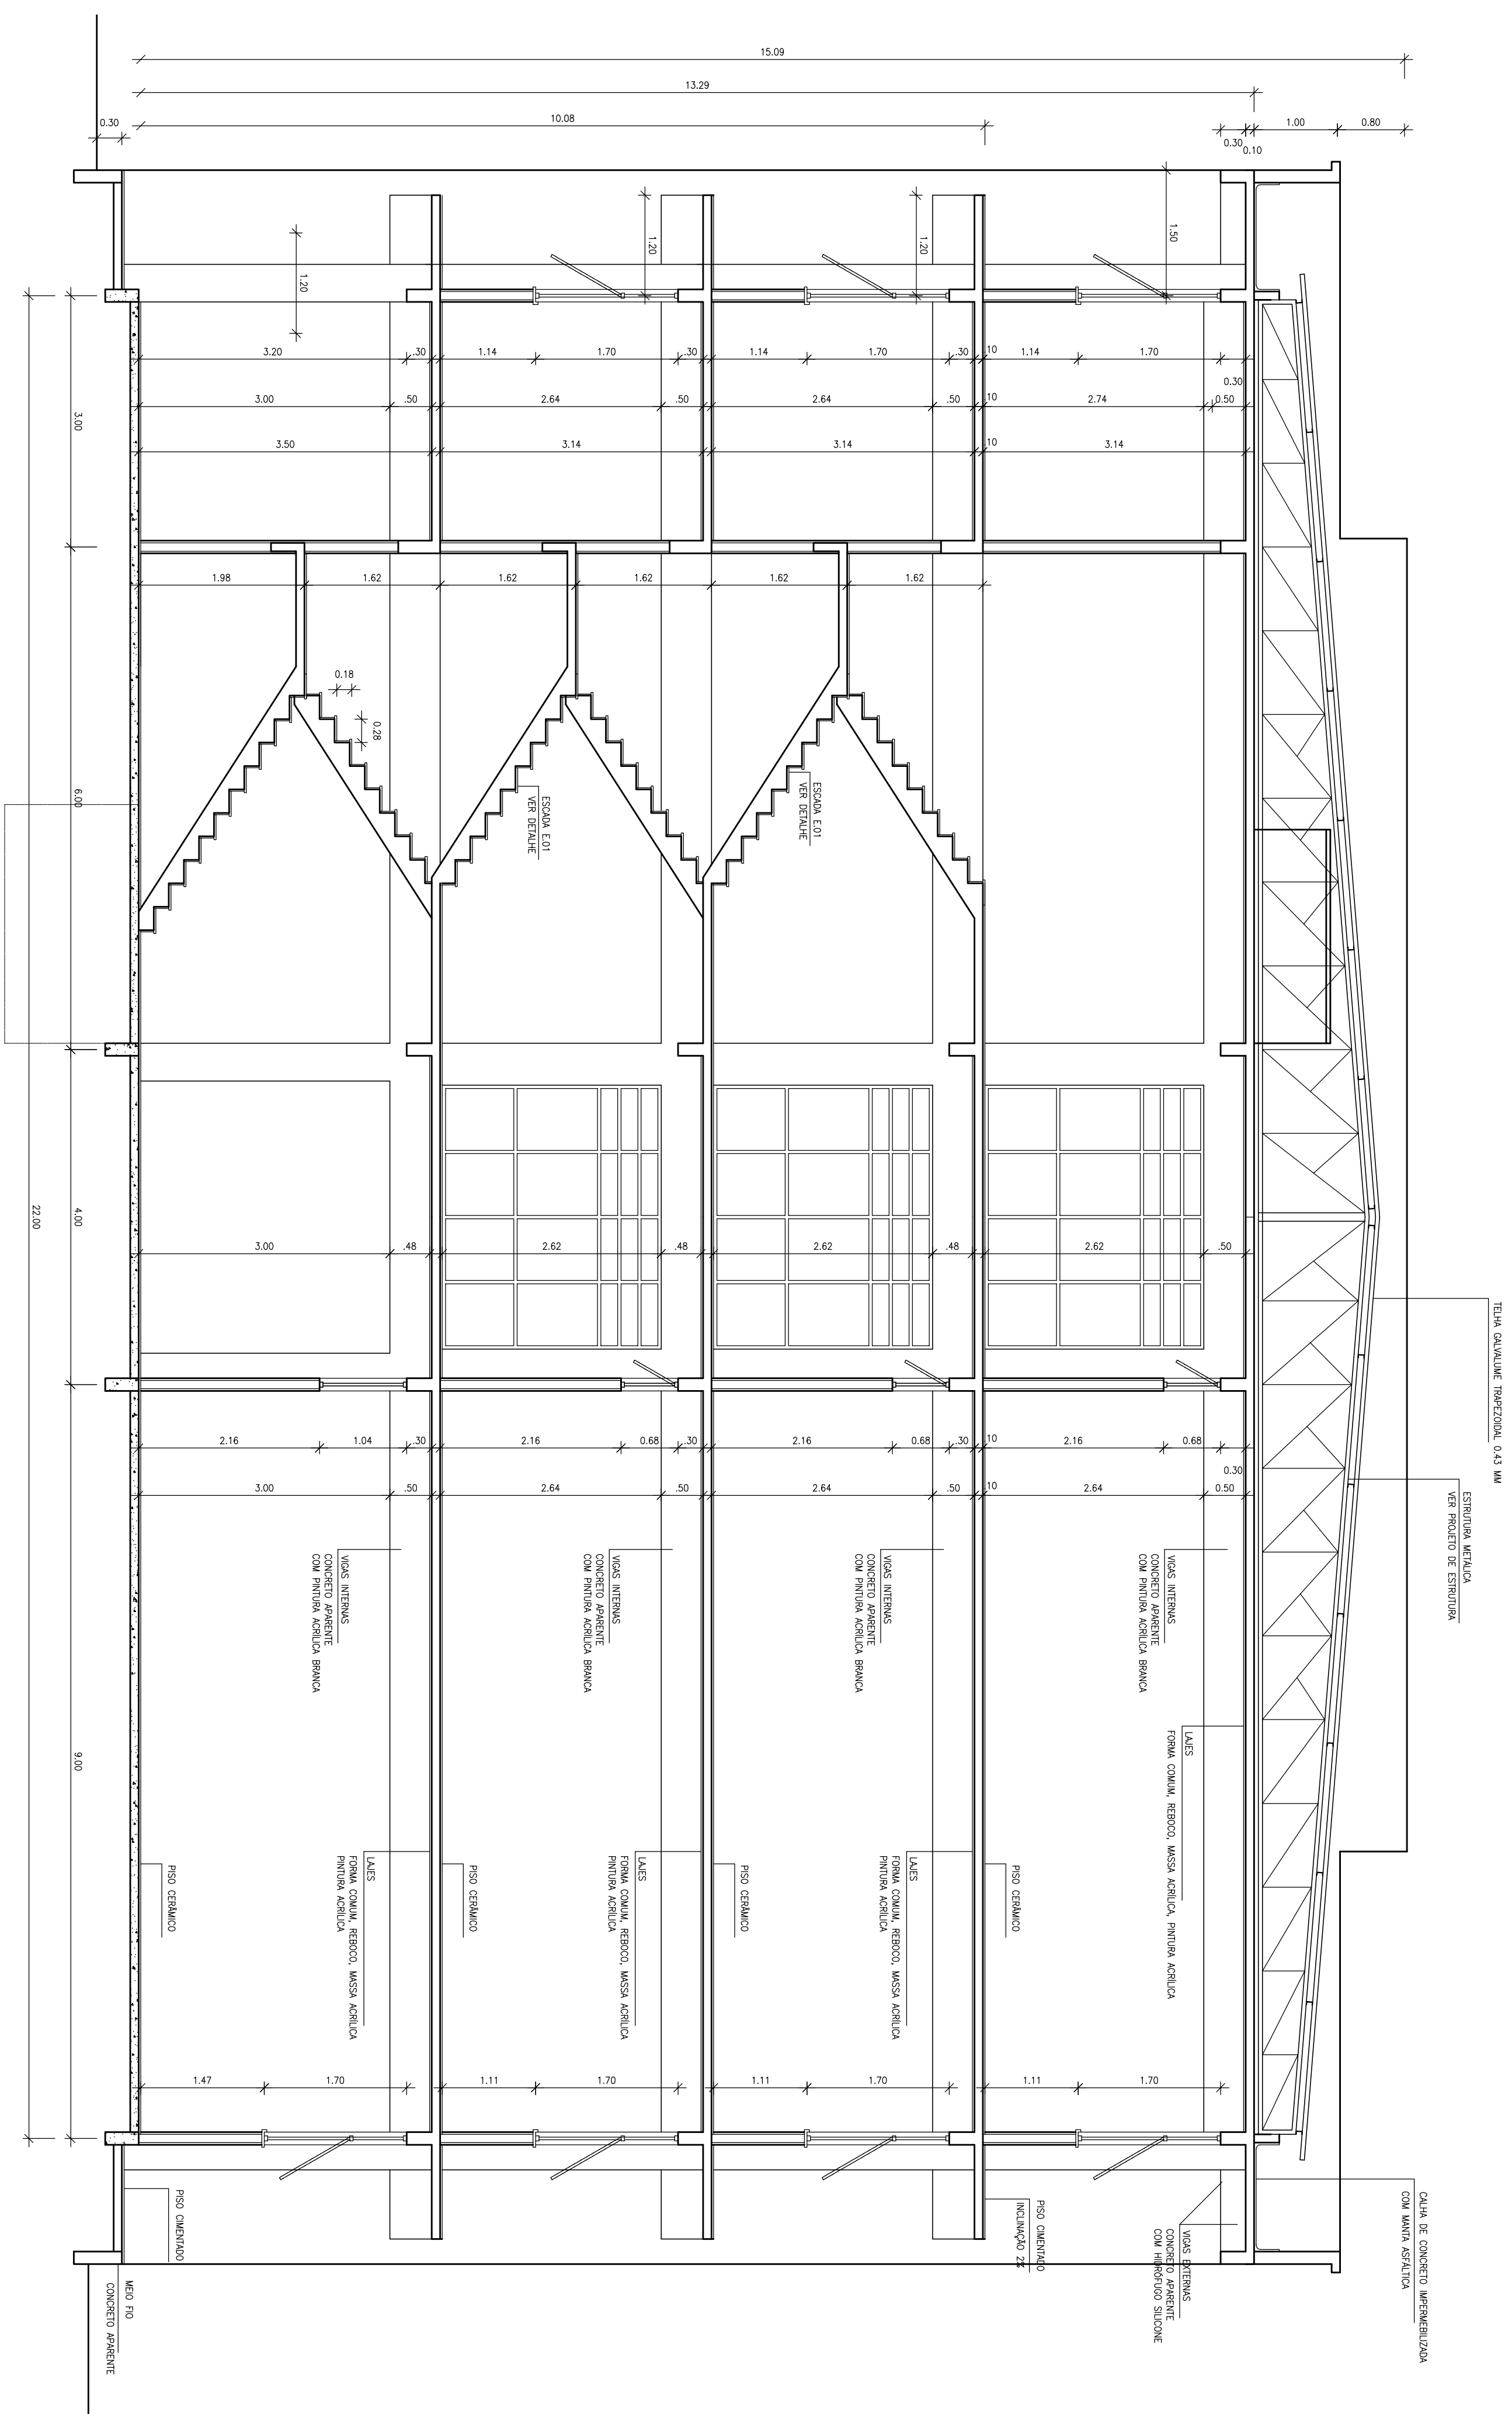 15.09
13.29
10.08
0.30
0.30
0.10
1.00
0.80
1.50
1.20
1.20
1.20
3.20
.30
1.14
1.70
.30
1.14
1.70
.30
.10
1.14
1.70
0.30
3.00
.50
2.64
.50
2.64
.50
.10
2.74
0.50
3.50
3.14
3.14
.10
3.14
1.98
1.62
1.62
1.62
1.62
1.62
0.18
0.28
ESCADA E.01
VER DETALHE
ESCADA E.01
VER DETALHE
3.00
.48
2.62
.48
2.62
.48
2.62
.50
2.16
1.04
.30
2.16
0.68
.30
2.16
0.68
.30
.10
2.16
0.68
0.30
3.00
.50
2.64
.50
2.64
.50
.10
2.64
0.50
TELHA GALVALUME TRAPEZOIDAL 0.43 MM
ESTRUTURA METÁLICA
VER PROJETO DE ESTRUTURA
VIGAS INTERNAS
CONCRETO APARENTE
COM PINTURA ACRÍLICA BRANCA
VIGAS INTERNAS
CONCRETO APARENTE
COM PINTURA ACRÍLICA BRANCA
VIGAS INTERNAS
CONCRETO APARENTE
COM PINTURA ACRÍLICA BRANCA
VIGAS INTERNAS
CONCRETO APARENTE
COM PINTURA ACRÍLICA BRANCA
LAJES
FORMA COMUM, REBOCO, MASSA ACRÍLICA, PINTURA ACRÍLICA
LAJES
FORMA COMUM, REBOCO, MASSA ACRÍLICA
PINTURA ACRÍLICA
LAJES
FORMA COMUM, REBOCO, MASSA ACRÍLICA
PINTURA ACRÍLICA
LAJES
FORMA COMUM, REBOCO, MASSA ACRÍLICA
PINTURA ACRÍLICA
PISO CERÂMICO
PISO CERÂMICO
PISO CERÂMICO
PISO CERÂMICO
1.47
1.70
1.11
1.70
1.11
1.70
1.11
1.70
CALHA DE CONCRETO IMPERMEBILIZADA
COM MANTA ASFÁLTICA
VIGAS EXTERNAS
CONCRETO APARENTE
COM HIDRÓFUGO SILICONE
PISO CIMENTADO
INCLINAÇÃO 2%
PISO CIMENTADO
MEIO FIO
CONCRETO APARENTE
3.00
6.00
4.00
9.00
22.00